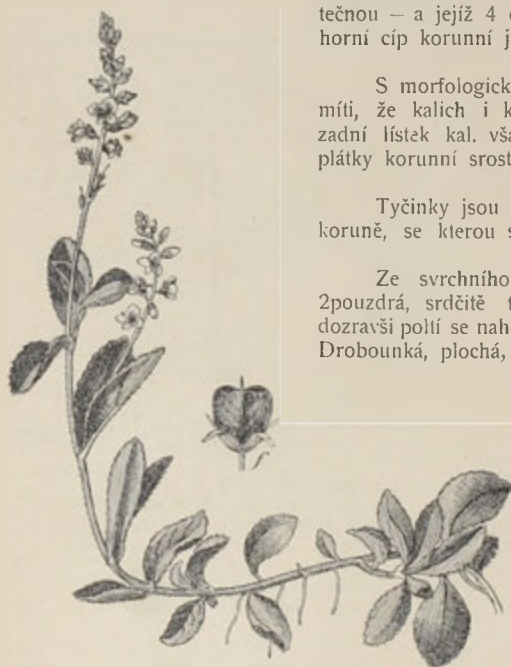 tečnou — a jejíž 4
horní cíp korunní j
S morfologick
míti, že kalich i k
zadní lístek kal. vša
plátky korunní srost
Tyčinky jsou
koruně, se kterou s
Ze svrchního
2pouzdrá, srdčitě t
dozravši poltí se nah
Drobounká, plochá,